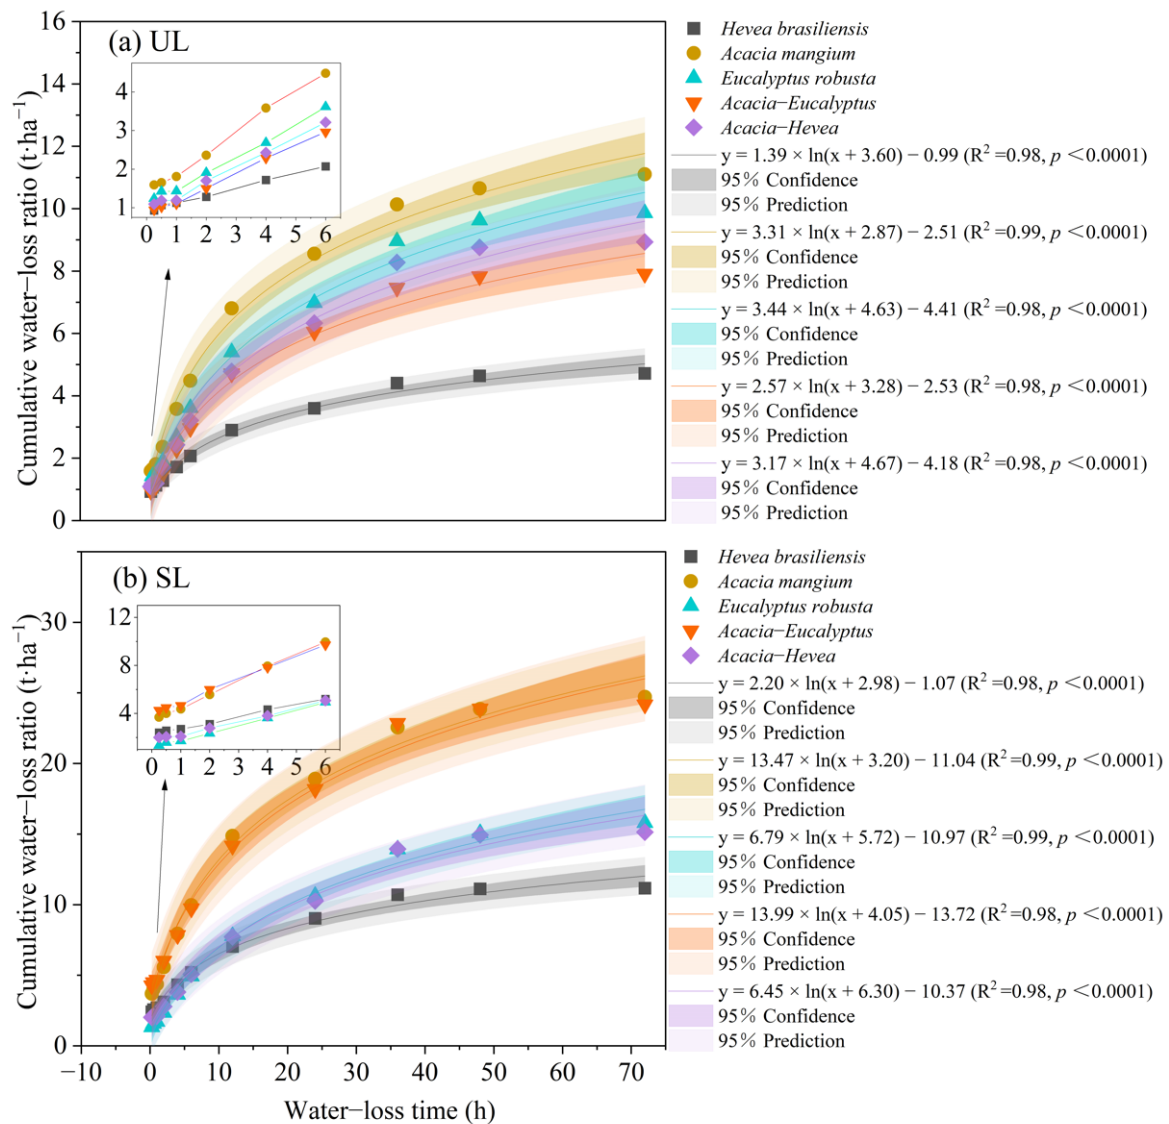 (a) UL
Cumulative water−loss ratio (t·ha−1)
16
14
12
10
8
6
4
2
0
4
3
2
1
0 1 2 3 4 5 6
Hevea brasiliensis
Acacia mangium
Eucalyptus robusta
Acacia−Eucalyptus
Acacia−Hevea
y = 1.39 × ln(x + 3.60) − 0.99 (R2 =0.98, p <0.0001)
95% Confidence
95% Prediction
y = 3.31 × ln(x + 2.87) − 2.51 (R2 =0.99, p <0.0001)
95% Confidence
95% Prediction
y = 3.44 × ln(x + 4.63) − 4.41 (R2 =0.98, p <0.0001)
95% Confidence
95% Prediction
y = 2.57 × ln(x + 3.28) − 2.53 (R2 =0.98, p <0.0001)
95% Confidence
95% Prediction
y = 3.17 × ln(x + 4.67) − 4.18 (R2 =0.98, p <0.0001)
95% Confidence
95% Prediction
(b) SL
Cumulative water−loss ratio (t·ha−1)
30
20
10
0
12
8
4
0 1 2 3 4 5 6
−10 0 10 20 30 40 50 60 70
Water−loss time (h)
Hevea brasiliensis
Acacia mangium
Eucalyptus robusta
Acacia−Eucalyptus
Acacia−Hevea
y = 2.20 × ln(x + 2.98) − 1.07 (R2 =0.98, p <0.0001)
95% Confidence
95% Prediction
y = 13.47 × ln(x + 3.20) − 11.04 (R2 =0.99, p <0.0001)
95% Confidence
95% Prediction
y = 6.79 × ln(x + 5.72) − 10.97 (R2 =0.99, p <0.0001)
95% Confidence
95% Prediction
y = 13.99 × ln(x + 4.05) − 13.72 (R2 =0.98, p <0.0001)
95% Confidence
95% Prediction
y = 6.45 × ln(x + 6.30) − 10.37 (R2 =0.98, p <0.0001)
95% Confidence
95% Prediction